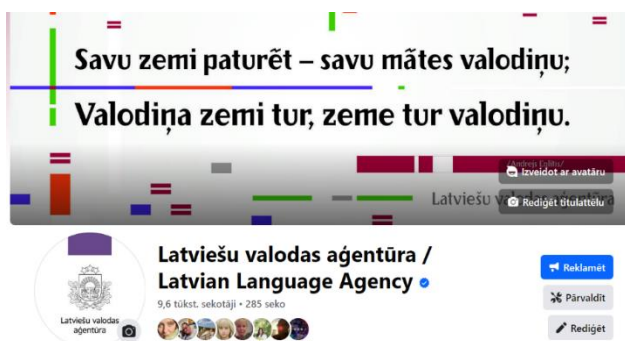 Savu zemi paturēt – savu mātes valodiņu;
Valodiņa zemi tur, zeme tur valodiņu.
/Andrejs Eglītis/
Izveidot ar avatāru
Latviešu valodas aģentūra
Rediģēt titulattēlu
Latviešu valodas aģentūra /
Latvian Language Agency
Reklamēt
9,6 tūkst. sekotāji • 285 seko
Pārvaldīt
Latviešu valodas
aģentūra
Rediģēt